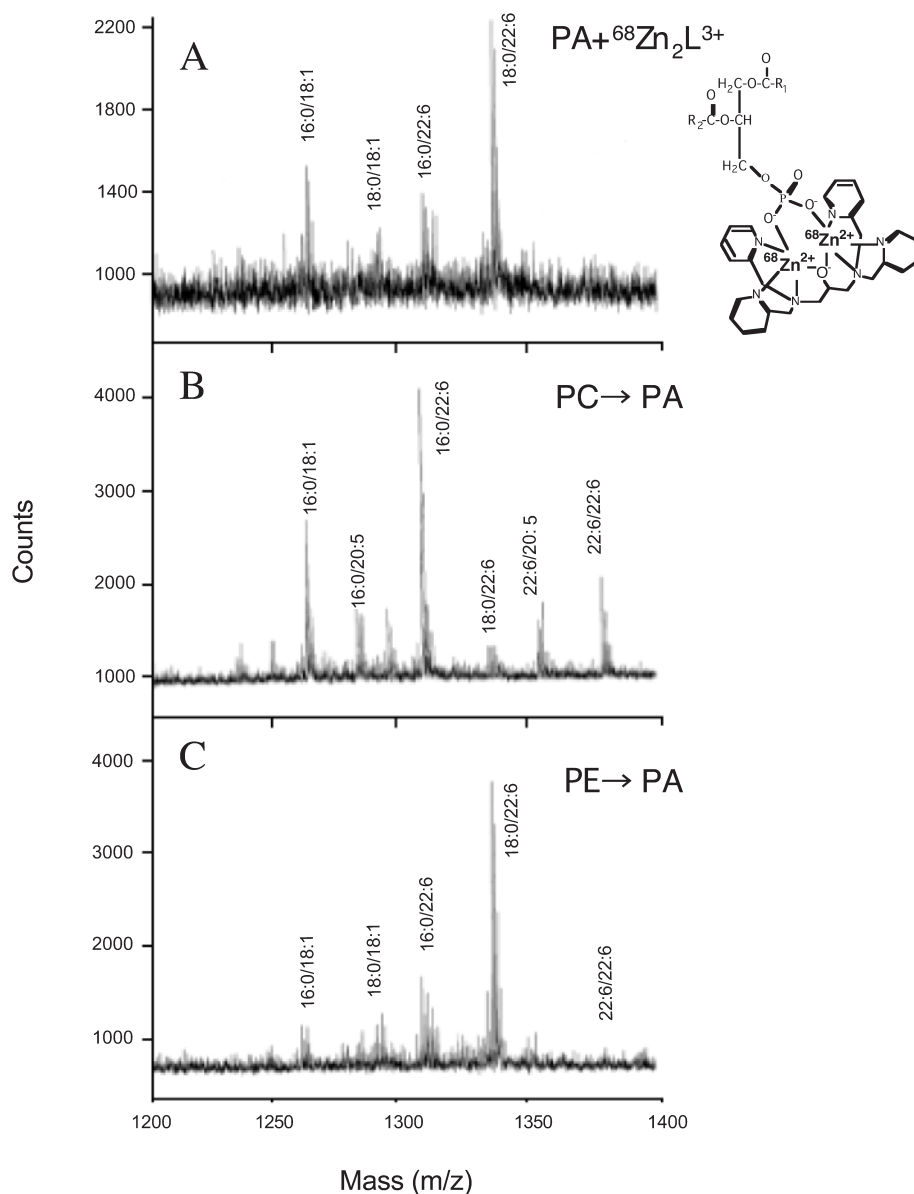 A
PA+⁶⁸Zn₂L³⁺
2200
1800
1400
1000
16:0/18:1
18:0/18:1
16:0/22:6
18:0/22:6
O
H₂C-O-C-R₁
O
R₂-C-O-CH
H₂C
O
O
P
O⁻
O⁻
N
N
⁶⁸Zn²⁺
N
⁶⁸Zn²⁺
O⁻
N
N
N
B
PC→ PA
4000
3000
2000
1000
16:0/18:1
16:0/20:5
16:0/22:6
18:0/22:6
22:6/20: 5
22:6/22:6
Counts
C
PE→ PA
4000
3000
2000
1000
16:0/18:1
18:0/18:1
16:0/22:6
18:0/22:6
22:6/22:6
1200 1250 1300 1350 1400
Mass (m/z)